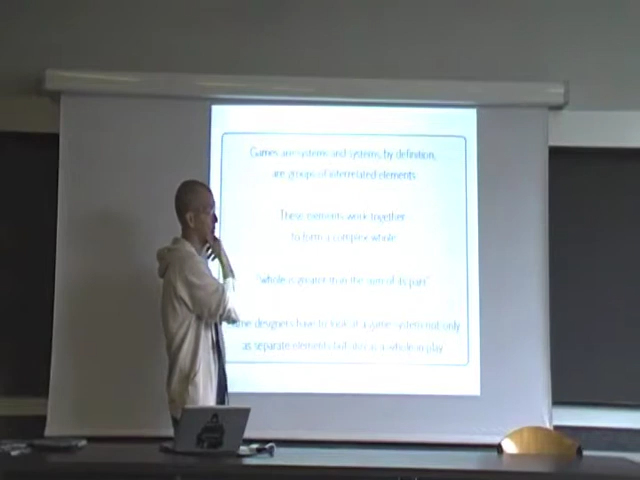 Games are systems and systems, by definition,
are groups of interrelated elements
These elements work together
to form a complex whole
"whole is greater than the sum of its part"
game designers have to look at a game system not only
as separate elements but also as a whole in play